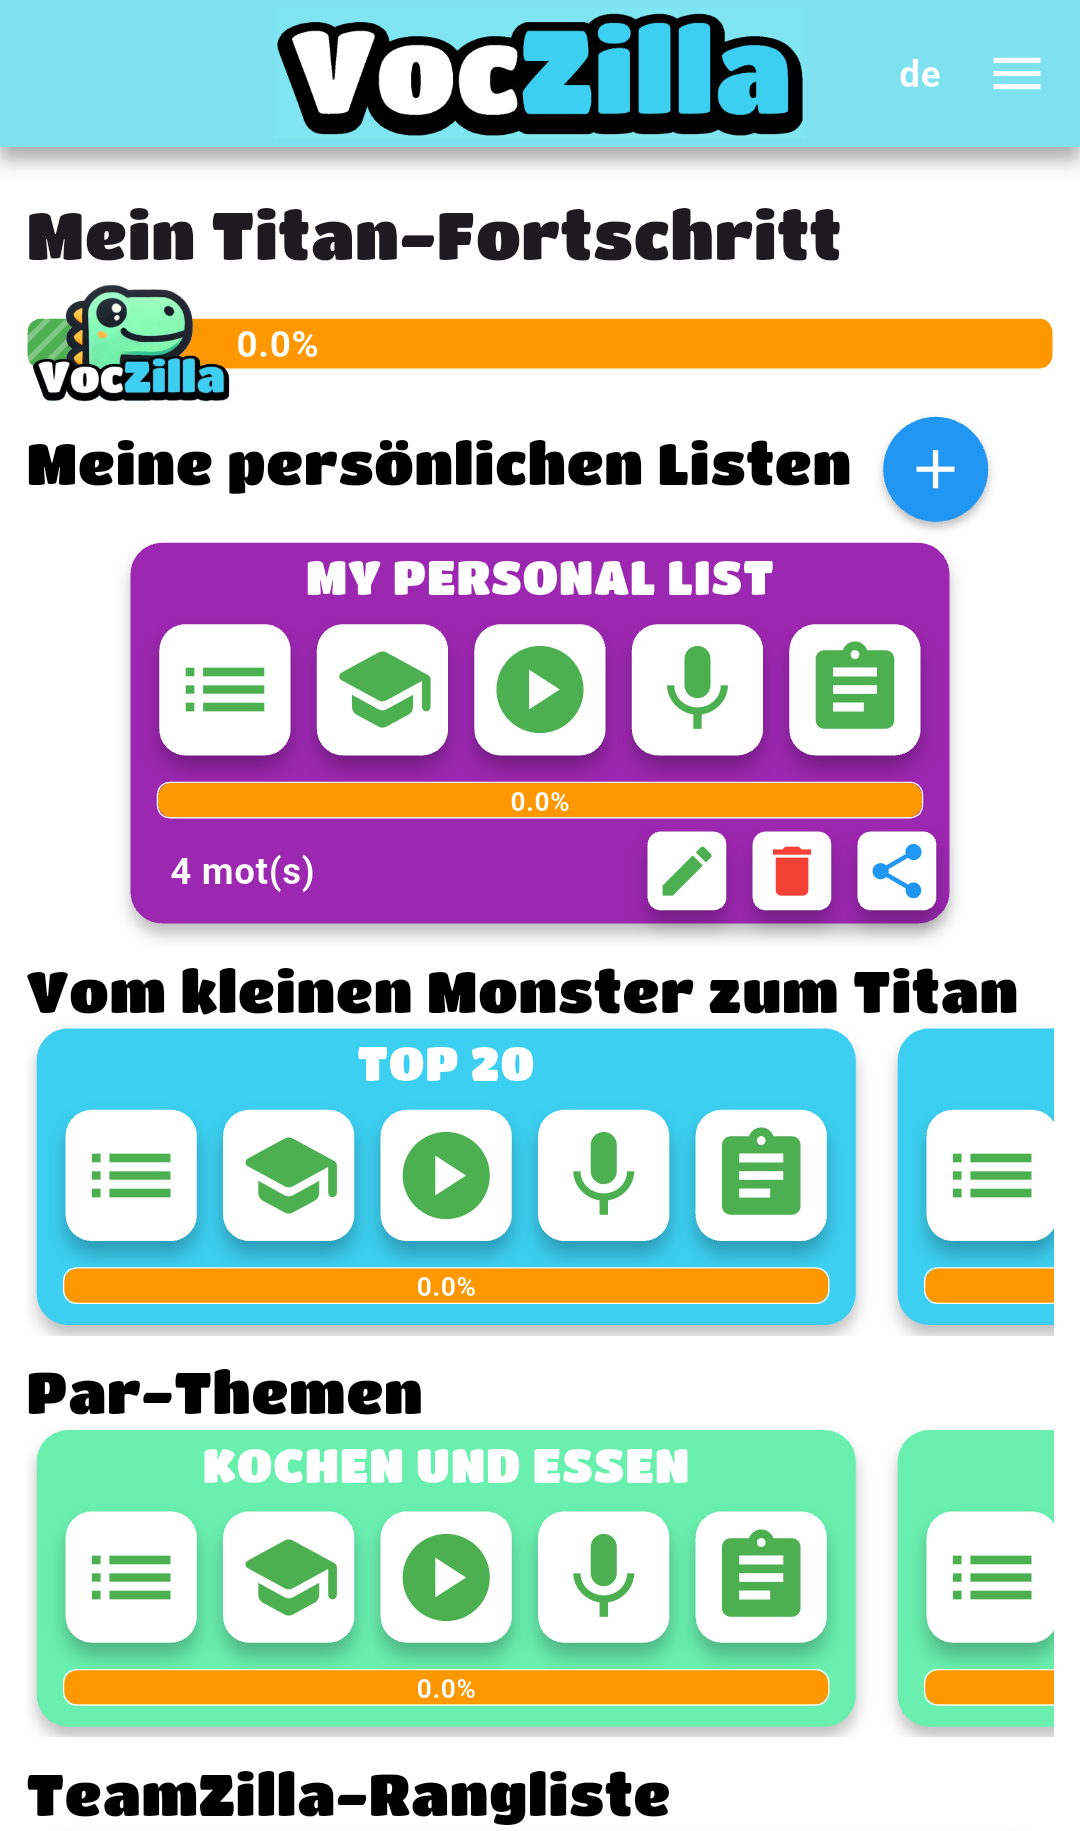 VocZilla
de
Mein Titan-Fortschritt
0.0%
VocZilla
Meine persönlichen Listen
MY PERSONAL LIST
0.0%
4 mot(s)
Vom kleinen Monster zum Titan
TOP 20
0.0%
Par-Themen
KOCHEN UND ESSEN
0.0%
TeamZilla-Rangliste